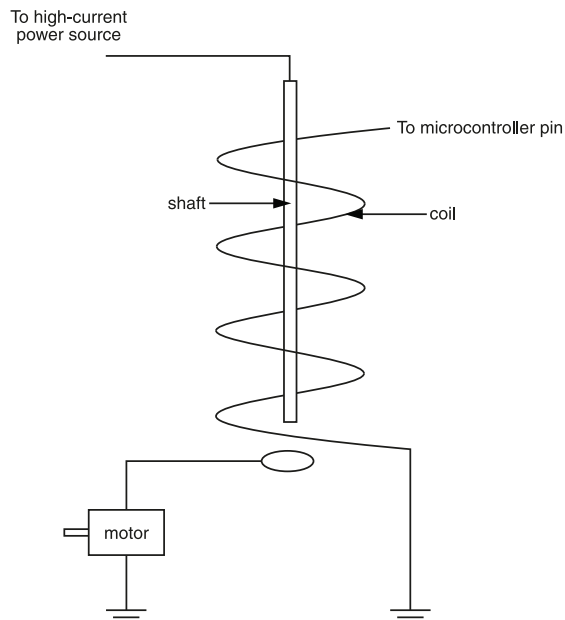 To high-current
power source
To microcontroller pin
shaft
coil
motor